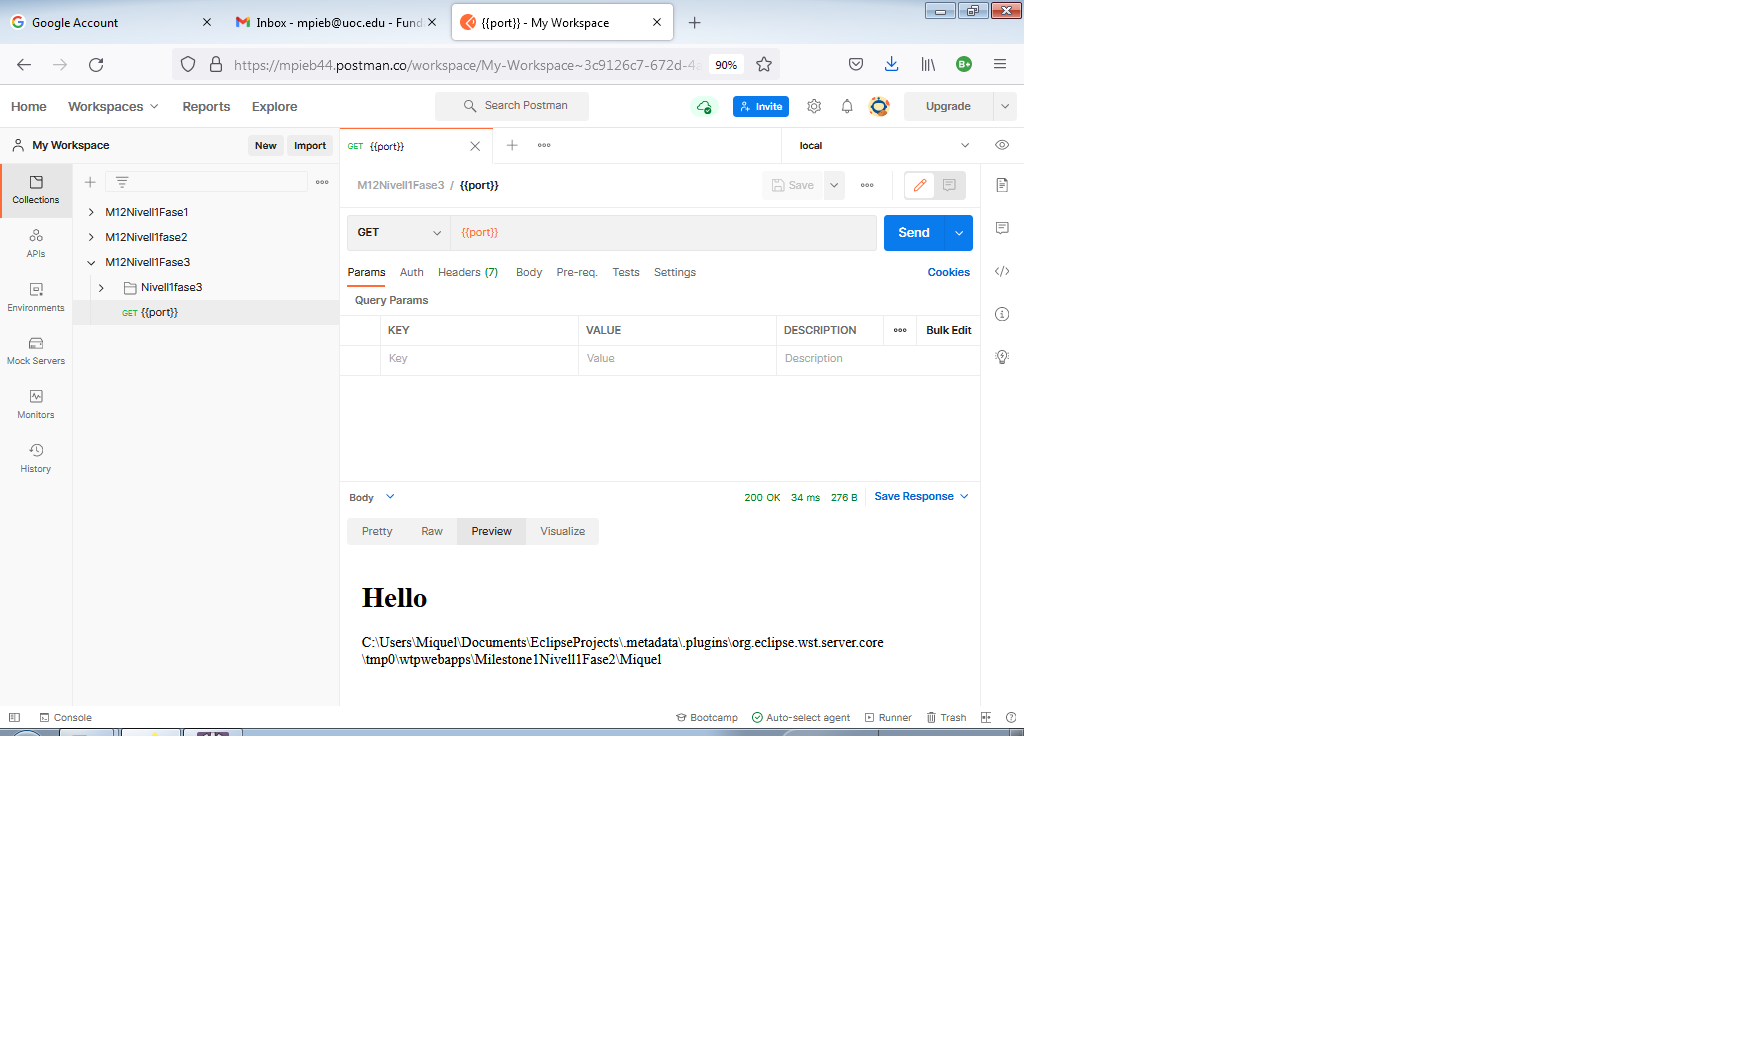 Google Account
Inbox - mpieb@uoc.edu - Fund
{{port}} - My Workspace
https://mpieb44.postman.co/workspace/My-Workspace~3c9126c7-672d-4a
90%
Home Workspaces Reports Explore
Search Postman
Invite
Upgrade
My Workspace
New Import
GET {{port}}
local
Collections
APIs
Environments
Mock Servers
Monitors
History
M12Nivell1Fase1
M12Nivell1fase2
M12Nivell1Fase3
Nivell1fase3
GET {{port}}
M12Nivell1Fase3 / {{port}}
Save
GET {{port}}
Send
Params Auth Headers (7) Body Pre-req. Tests Settings
Cookies
Query Params
KEY VALUE DESCRIPTION Bulk Edit
Key Value Description
Body
200 OK 34 ms 276 B Save Response
Pretty Raw Preview Visualize
Hello
C:\Users\Miquel\Documents\EclipseProjects\.metadata\.plugins\org.eclipse.wst.server.core
\tmp0\wtpwebapps\Milestone1Nivell1Fase2\Miquel
Console
Bootcamp Auto-select agent Runner Trash